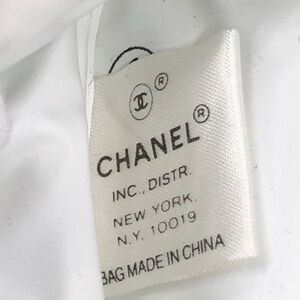 ®
CHANEL®
INC., DISTR.
NEW YORK,
N.Y. 10019
BAG MADE IN CHINA